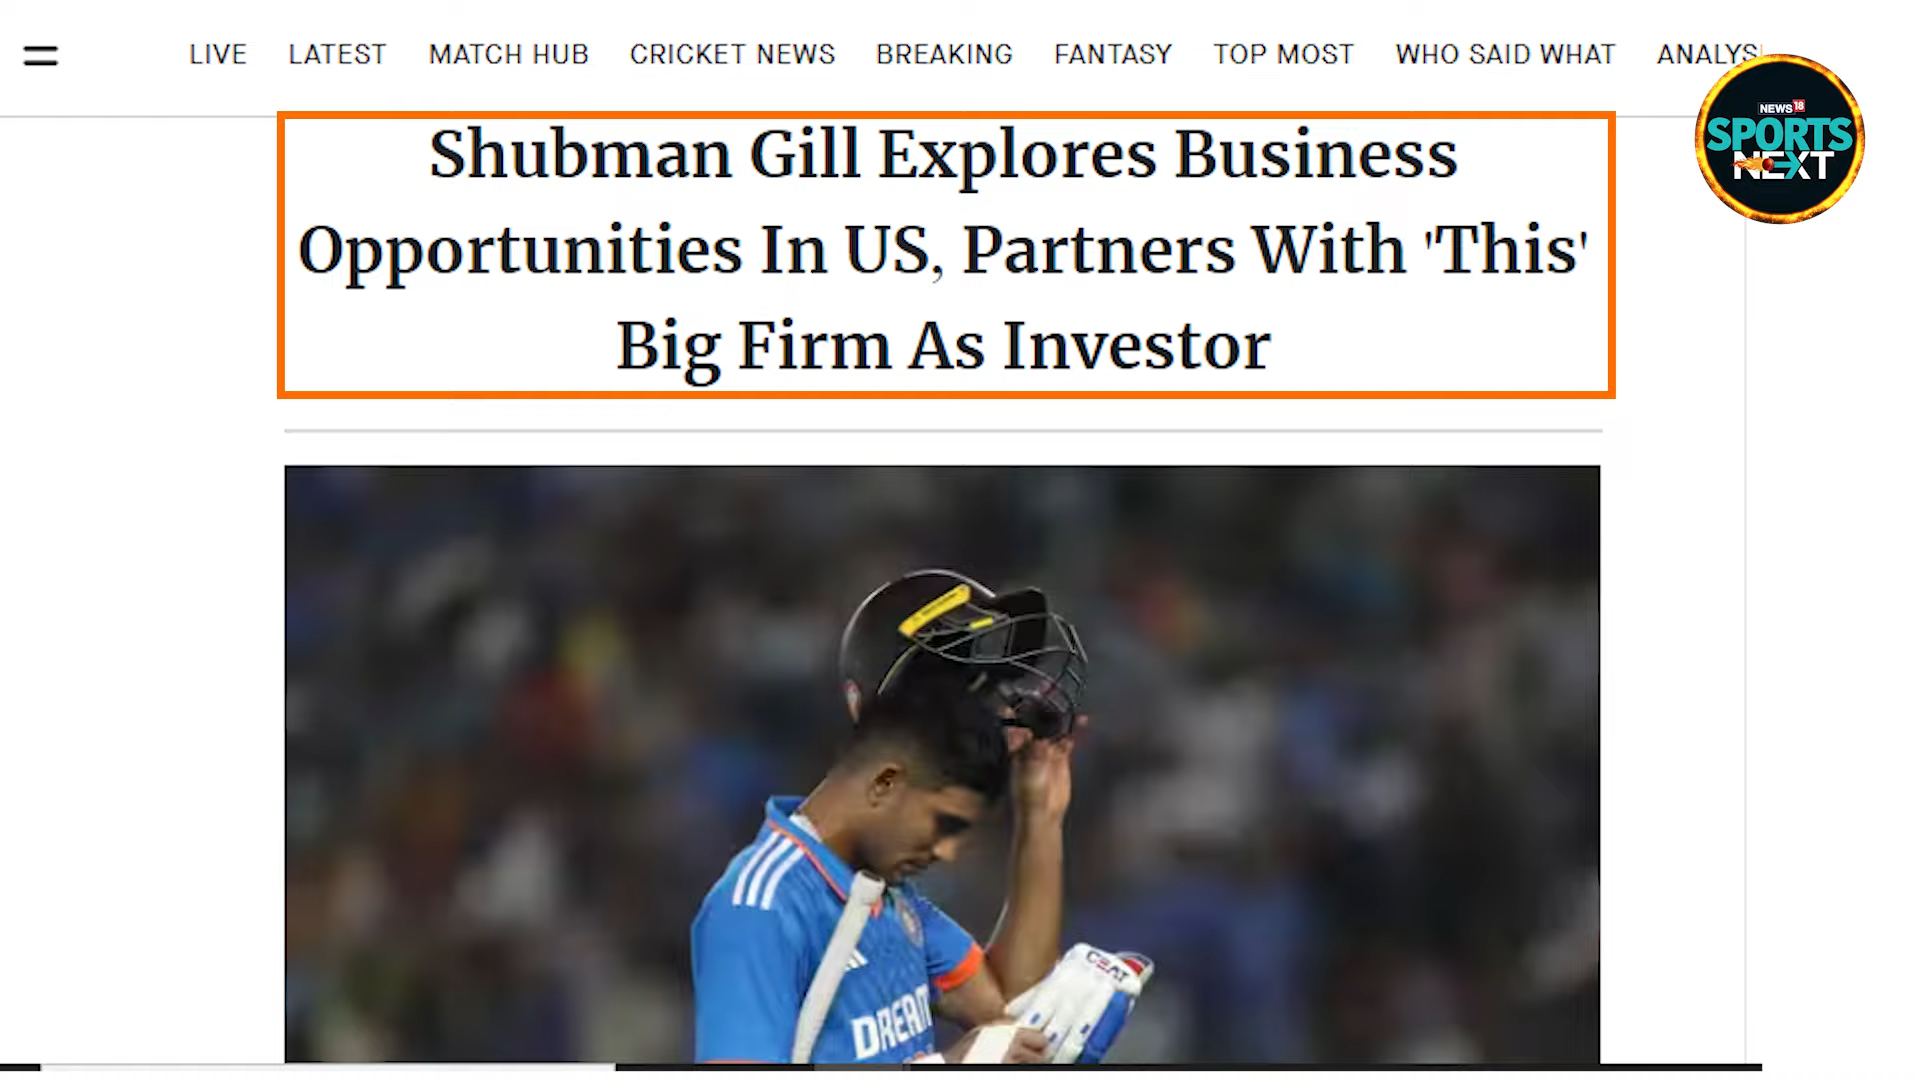 LIVE LATEST MATCH HUB CRICKET NEWS BREAKING FANTASY TOP MOST WHO SAID WHAT ANALYS
NEWS18
SPORTS
NEXT
Shubman Gill Explores Business
Opportunities In US, Partners With 'This'
Big Firm As Investor
CEAT
DREAM